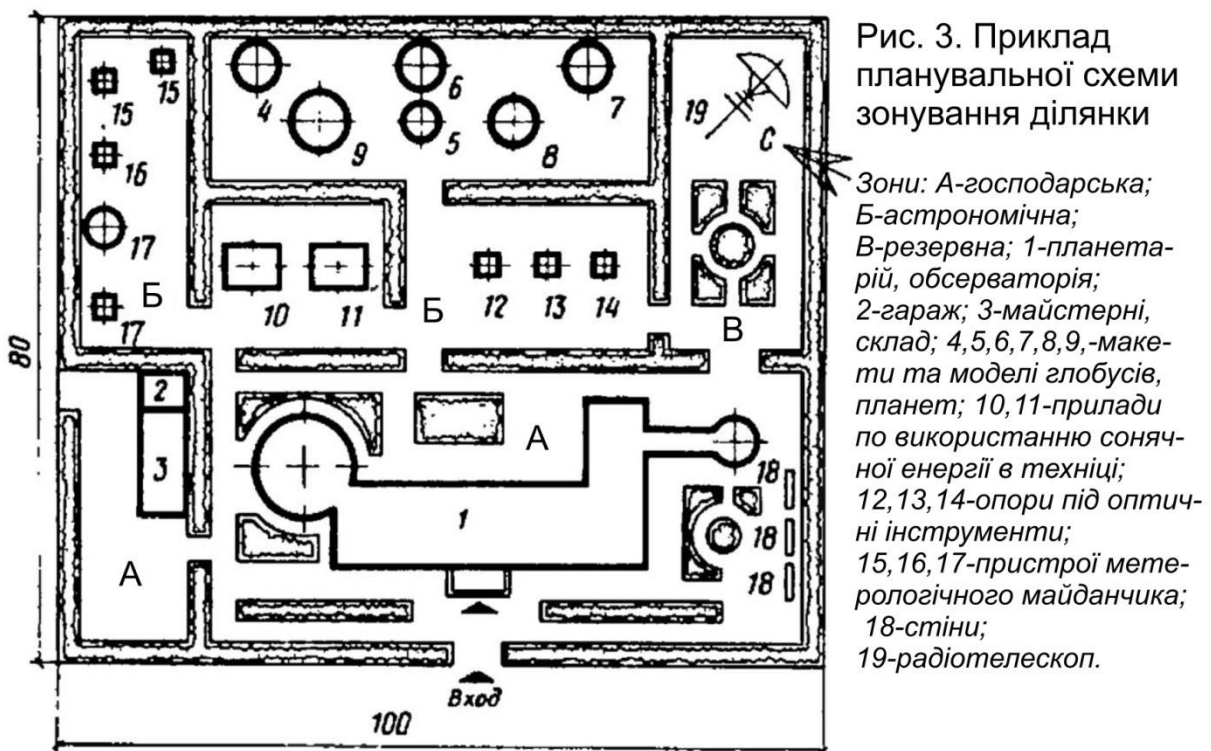 Рис. 3. Приклад
планувальної схеми
зонування ділянки
Зони: А-господарська;
Б-астрономічна;
В-резервна; 1-планета-
рій, обсерваторія;
2-гараж; 3-майстерні,
склад; 4,5,6,7,8,9,-маке-
ти та моделі глобусів,
планет; 10,11-прилади
по використанню соняч-
ної енергії в техніці;
12,13,14-опори під оптич-
ні інструменти;
15,16,17-пристрої мете-
рологічного майданчика;
18-стіни;
19-радіотелескоп.
15
15
4
6
7
19
9
5
8
С
16
17
Б
17
10
11
Б
12
13
14
В
80
2
3
А
А
1
18
18
18
Вход
100